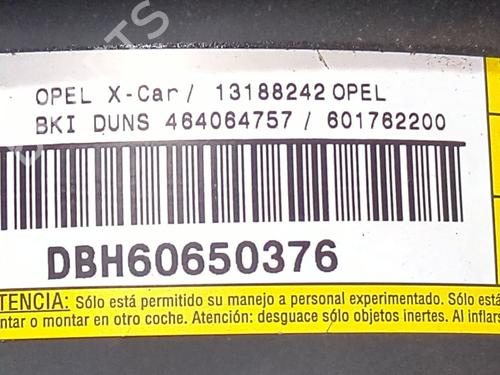 OPEL X-Car / 13188242 OPEL
BKI DUNS 464064757 / 601762200
DBH60650376
TENCIA: Sólo está permitido su manejo a personal experimentado. Sólo está
ntar o montar en otro coche. Atención: desguace sólo objetos inertes. Al inflars